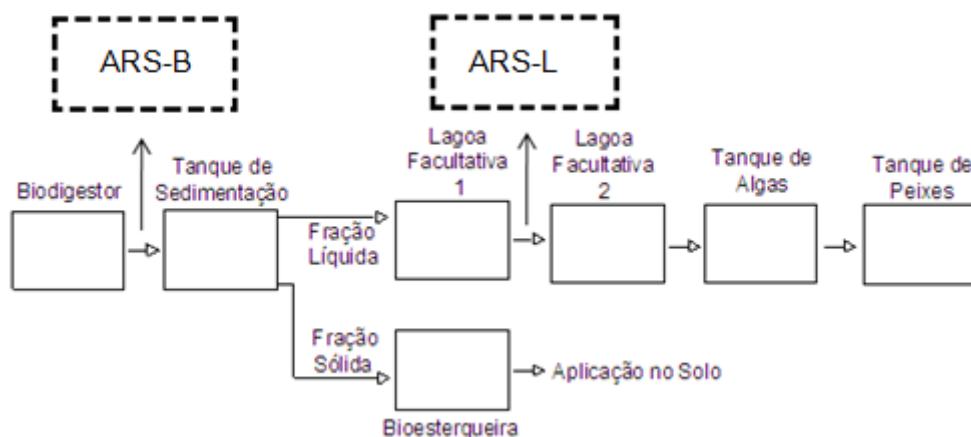 ARS-B
ARS-L
Biodigestor
Tanque de
Sedimentação
Lagoa
Facultativa
1
Lagoa
Facultativa
2
Tanque de
Algas
Tanque de
Peixes
Fração
Líquida
Fração
Sólida
Bioesterqueira
Aplicação no Solo